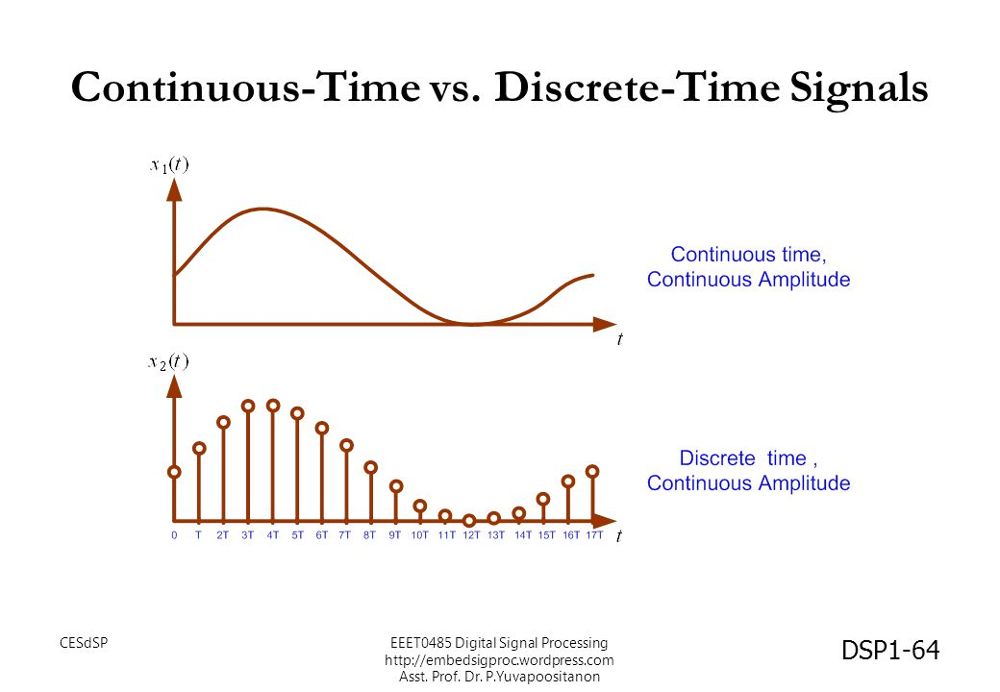 Continuous-Time vs. Discrete-Time Signals
x₁(t)
Continuous time,
Continuous Amplitude
t
x₂(t)
Discrete  time ,
Continuous Amplitude
0 T 2T 3T 4T 5T 6T 7T 8T 9T 10T 11T 12T 13T 14T 15T 16T 17T
t
CESdSP
EEET0485 Digital Signal Processing
http://embedsigproc.wordpress.com
Asst. Prof. Dr. P.Yuvapoositanon
DSP1-64